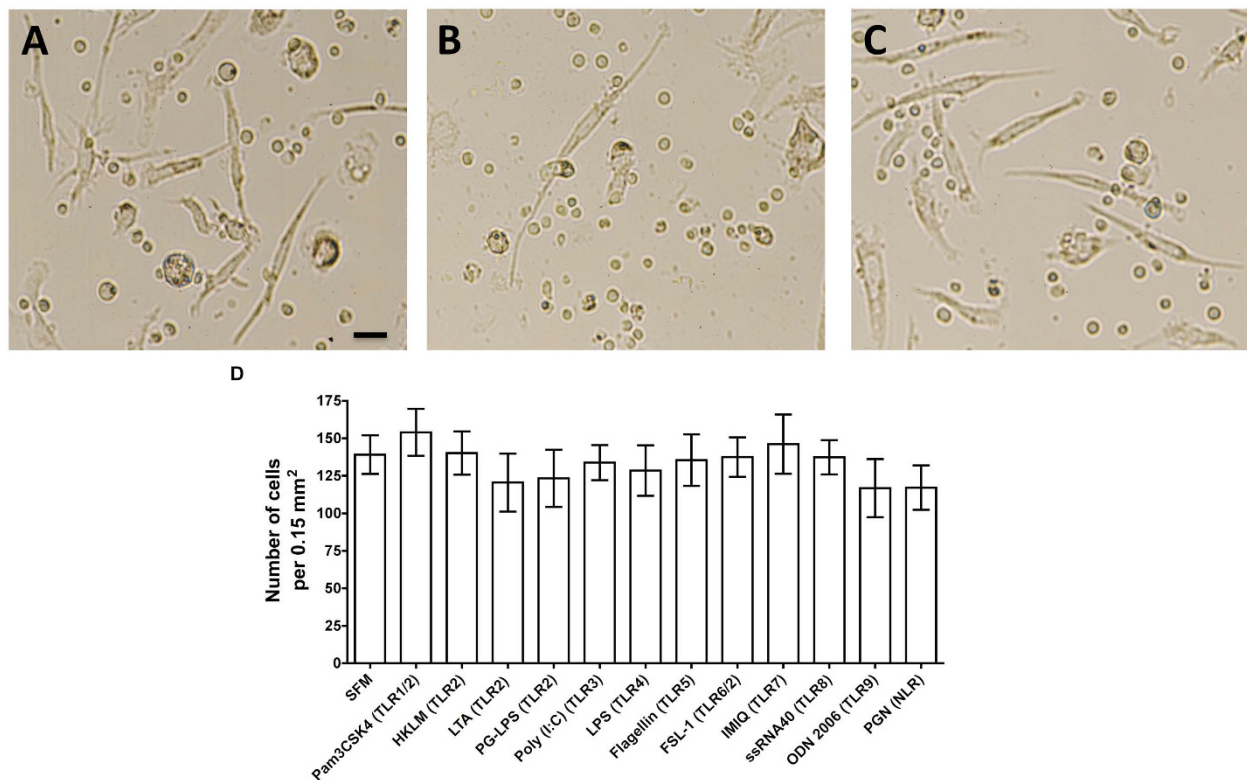 A
B
C
D
Number of cells
per 0.15 mm²
175
150
125
100
75
50
25
0
SFM
Pam3CSK4 (TLR1/2)
HKLM (TLR2)
LTA (TLR2)
PG-LPS (TLR2)
Poly (I:C) (TLR3)
LPS (TLR4)
Flagellin (TLR5)
FSL-1 (TLR6/2)
IMIQ (TLR7)
ssRNA40 (TLR8)
ODN 2006 (TLR9)
PGN (NLR)